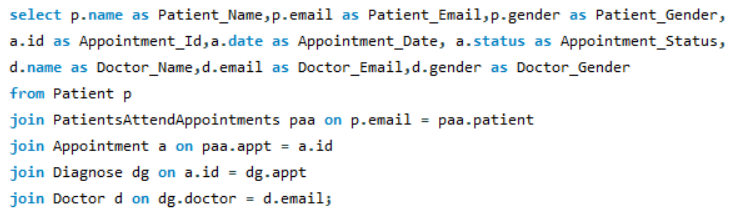 select p.name as Patient_Name,p.email as Patient_Email,p.gender as Patient_Gender,
a.id as Appointment_Id,a.date as Appointment_Date, a.status as Appointment_Status,
d.name as Doctor_Name,d.email as Doctor_Email,d.gender as Doctor_Gender
from Patient p
join PatientsAttendAppointments paa on p.email = paa.patient
join Appointment a on paa.appt = a.id
join Diagnose dg on a.id = dg.appt
join Doctor d on dg.doctor = d.email;